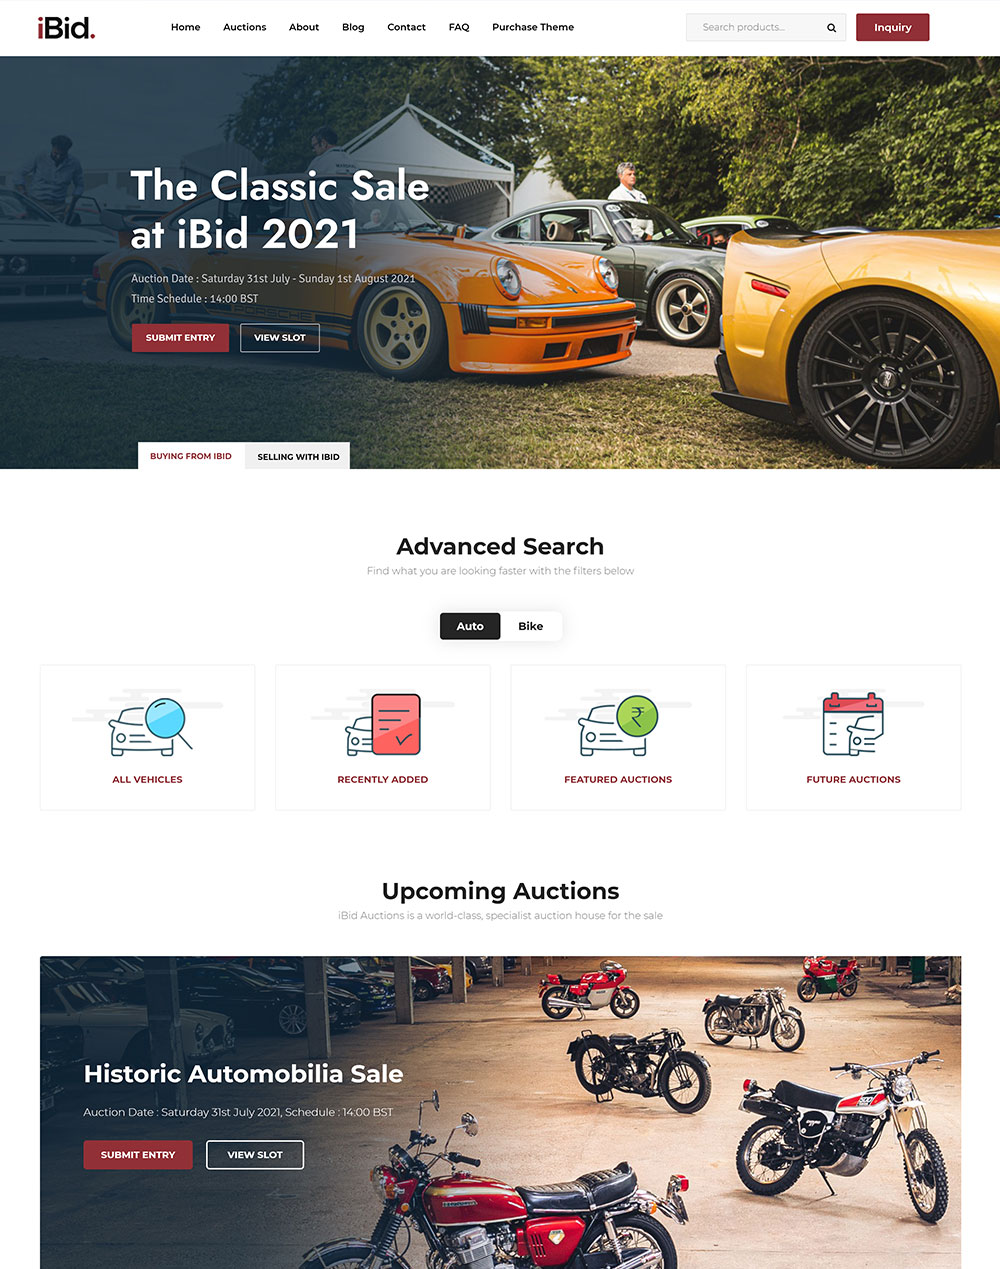 iBid.
Home Auctions About Blog Contact FAQ Purchase Theme
Search products...
Inquiry
The Classic Sale
at iBid 2021
Auction Date : Saturday 31st July - Sunday 1st August 2021
Time Schedule : 14:00 BST
SUBMIT ENTRY VIEW SLOT
PORSCHE
BUYING FROM IBID SELLING WITH IBID
Advanced Search
Find what you are looking faster with the filters below
Auto Bike
₹
ALL VEHICLES RECENTLY ADDED FEATURED AUCTIONS FUTURE AUCTIONS
Upcoming Auctions
iBid Auctions is a world-class, specialist auction house for the sale
Historic Automobilia Sale
Auction Date : Saturday 31st July 2021, Schedule : 14:00 BST
SUBMIT ENTRY VIEW SLOT